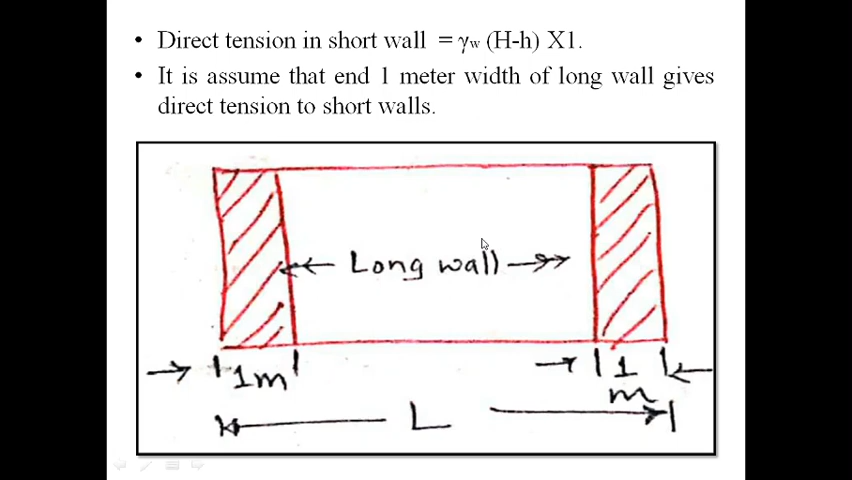 • Direct tension in short wall = γw (H-h) X1.
• It is assume that end 1 meter width of long wall gives
direct tension to short walls.
Long wall
1m
1
m
L